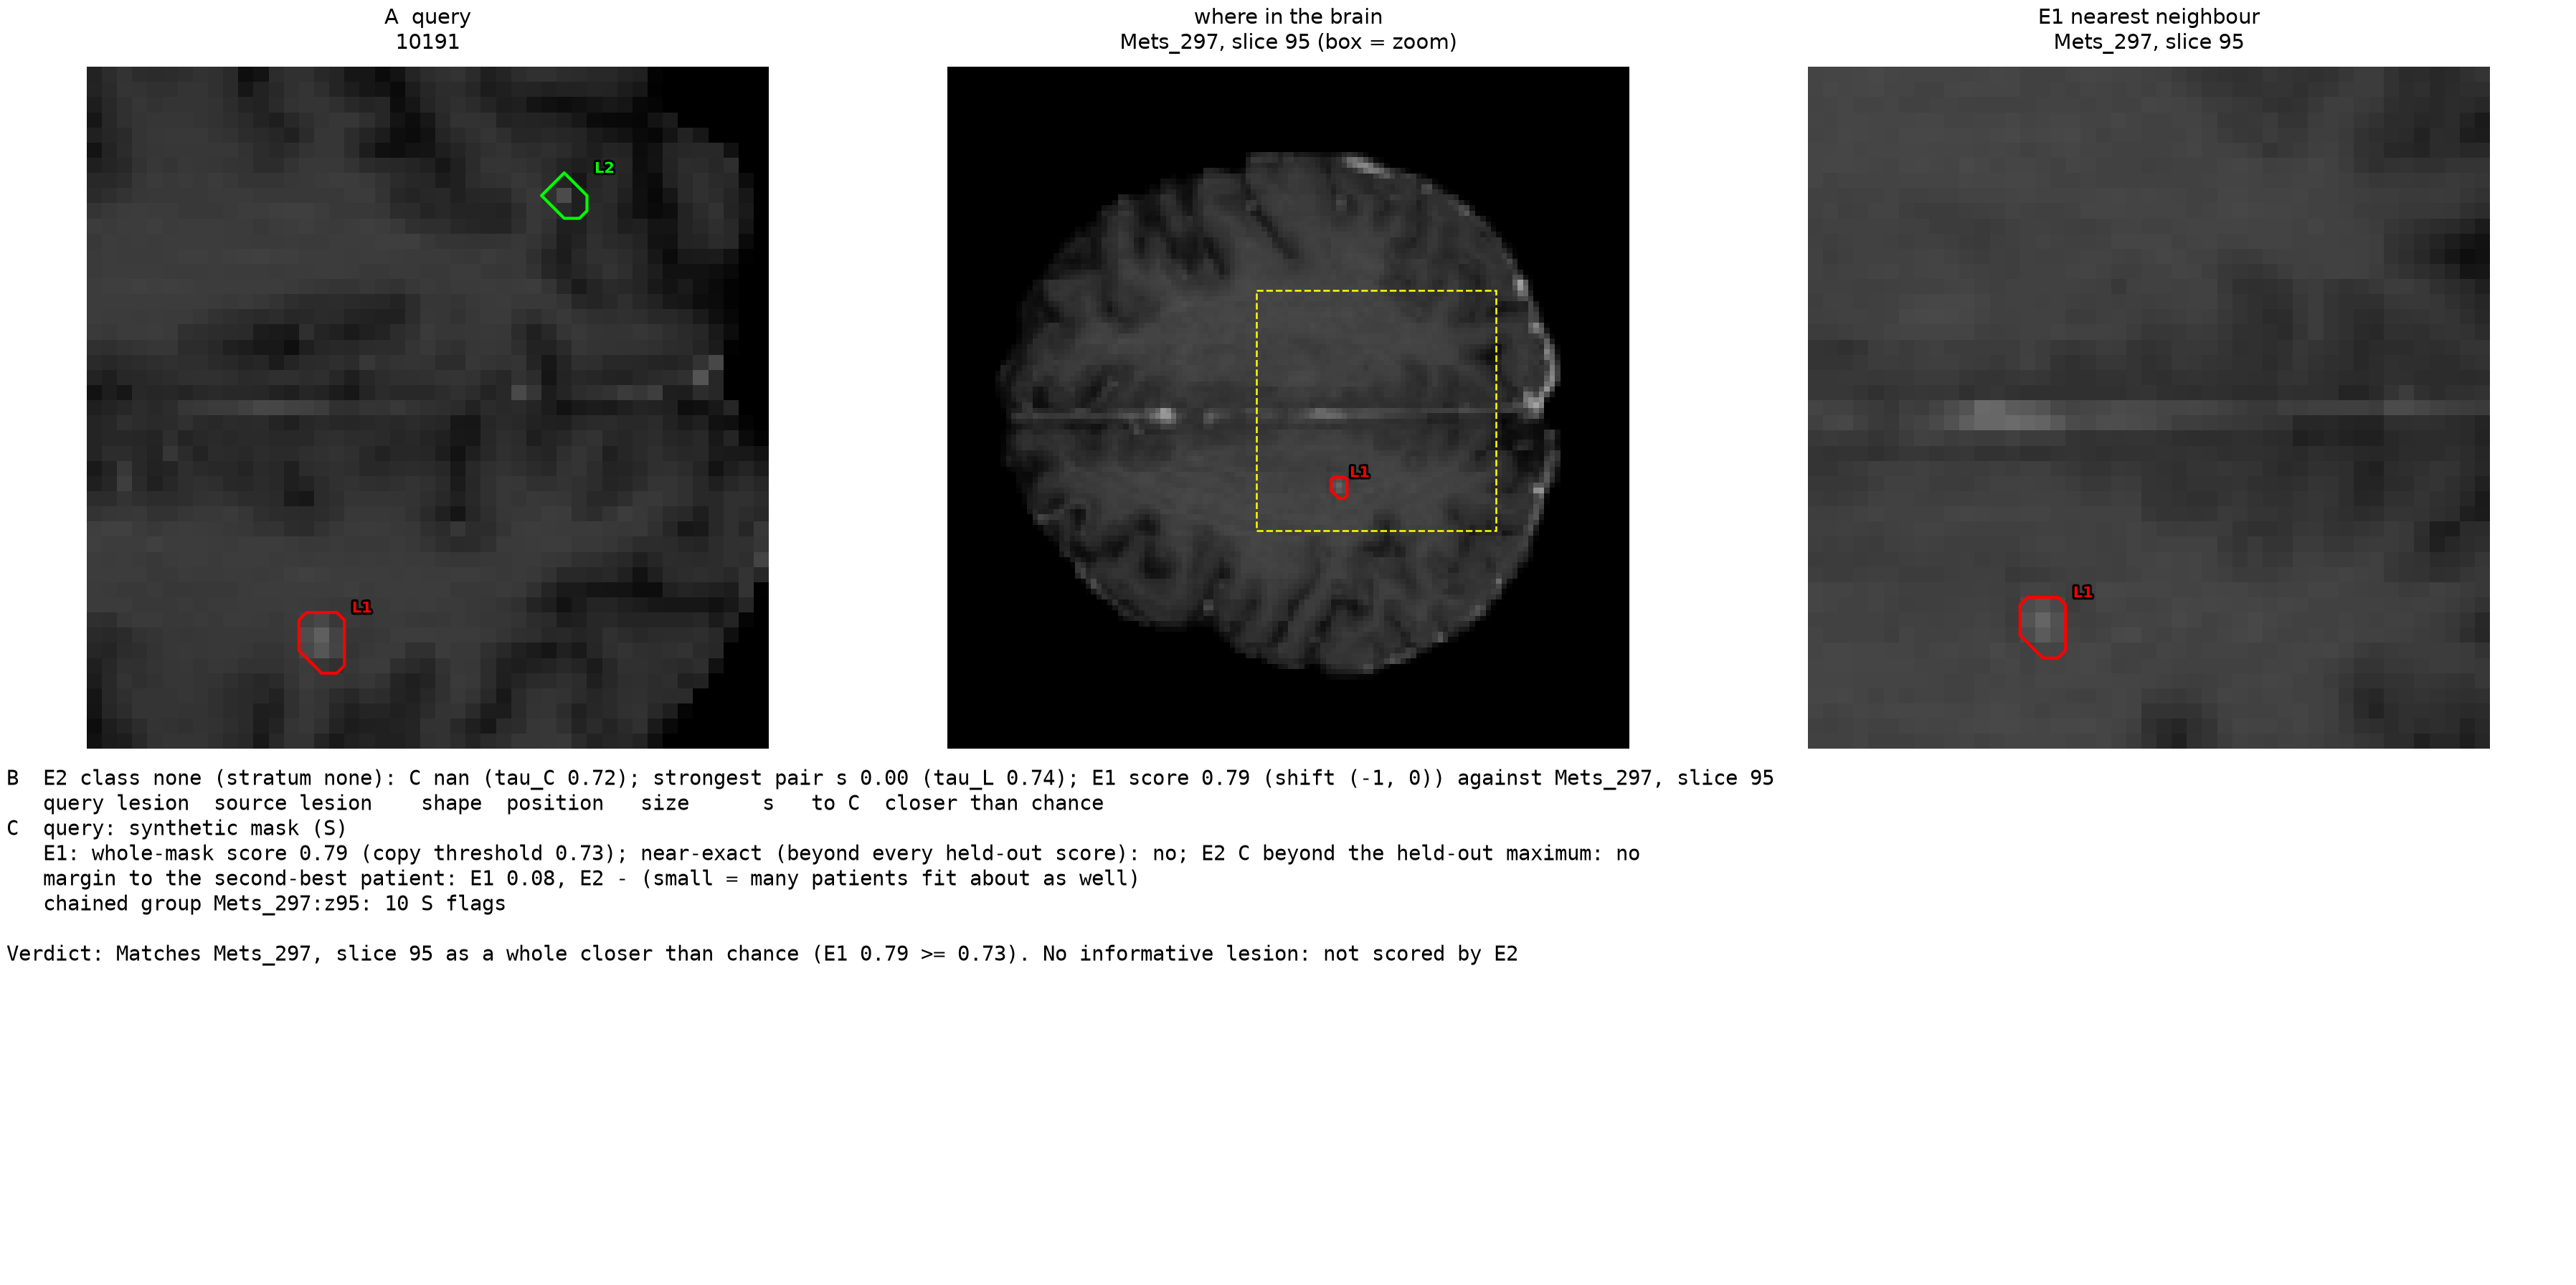 A  query
10191
where in the brain
Mets_297, slice 95 (box = zoom)
E1 nearest neighbour
Mets_297, slice 95
L2
L1
L1
L1
B  E2 class none (stratum none): C nan (tau_C 0.72); strongest pair s 0.00 (tau_L 0.74); E1 score 0.79 (shift (-1, 0)) against Mets_297, slice 95
query lesion  source lesion    shape  position   size      s   to C  closer than chance
C  query: synthetic mask (S)
E1: whole-mask score 0.79 (copy threshold 0.73); near-exact (beyond every held-out score): no; E2 C beyond the held-out maximum: no
margin to the second-best patient: E1 0.08, E2 - (small = many patients fit about as well)
chained group Mets_297:z95: 10 S flags
Verdict: Matches Mets_297, slice 95 as a whole closer than chance (E1 0.79 >= 0.73). No informative lesion: not scored by E2